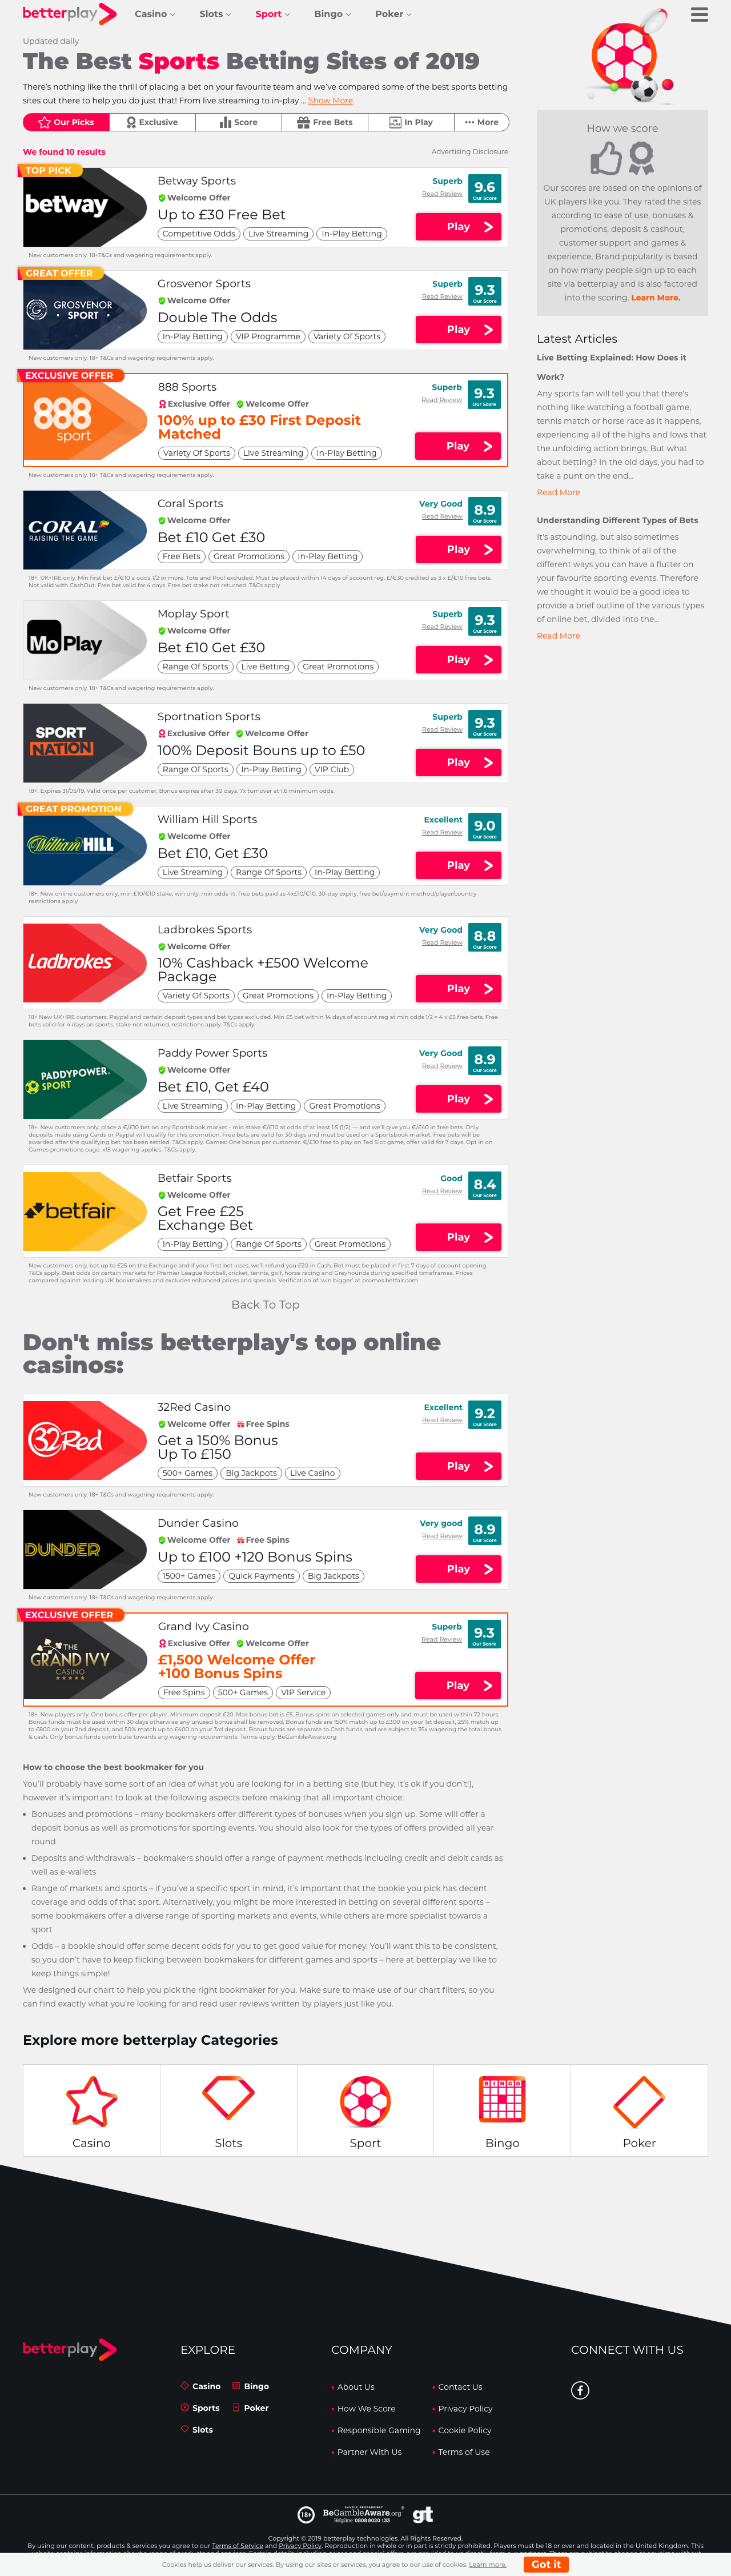 betterplay
Casino
Slots
Sport
Bingo
Poker
Updated daily
The Best Sports Betting Sites of 2019
There's nothing like the thrill of placing a bet on your favourite team and we've compared some of the best sports betting
sites out there to help you do just that! From live streaming to in-play ... Show More
Our Picks
Exclusive
Score
Free Bets
In Play
More
We found 10 results
Advertising Disclosure
TOP PICK
betway
Betway Sports
Welcome Offer
Up to £30 Free Bet
Competitive Odds
Live Streaming
In-Play Betting
Superb
Read Review
9.6
Our Score
Play
New customers only. 18+T&Cs and wagering requirements apply.
GREAT OFFER
GROSVENOR
SPORT
Grosvenor Sports
Welcome Offer
Double The Odds
In-Play Betting
VIP Programme
Variety Of Sports
Superb
Read Review
9.3
Our Score
Play
New customers only. 18+ T&Cs and wagering requirements apply.
EXCLUSIVE OFFER
888
sport
888 Sports
Exclusive Offer
Welcome Offer
100% up to £30 First Deposit
Matched
Variety Of Sports
Live Streaming
In-Play Betting
Superb
Read Review
9.3
Our Score
Play
New customers only. 18+ T&Cs and wagering requirements apply.
CORAL
RAISING THE GAME
Coral Sports
Welcome Offer
Bet £10 Get £30
Free Bets
Great Promotions
In-Play Betting
Very Good
Read Review
8.9
Our Score
Play
18+. UK+IRE only. Min first bet £/€10 a odds 1/2 or more. Tote and Pool excluded. Must be placed within 14 days of account reg. £/€30 credited as 3 x £/€10 free bets.
Not valid with CashOut. Free bet valid for 4 days. Free bet stake not returned. T&Cs apply
MoPlay
Moplay Sport
Welcome Offer
Bet £10 Get £30
Range Of Sports
Live Betting
Great Promotions
Superb
Read Review
9.3
Our Score
Play
New customers only. 18+ T&Cs and wagering requirements apply.
SPORT
NATION
Sportnation Sports
Exclusive Offer
Welcome Offer
100% Deposit Bouns up to £50
Range Of Sports
In-Play Betting
VIP Club
Superb
Read Review
9.3
Our Score
Play
18+. Expires 31/05/19. Valid once per customer. Bonus expires after 30 days. 7x turnover at 1.6 minimum odds.
GREAT PROMOTION
William HILL
William Hill Sports
Welcome Offer
Bet £10, Get £30
Live Streaming
Range Of Sports
In-Play Betting
Excellent
Read Review
9.0
Our Score
Play
18+. New online customers only, min £10/€10 stake, win only, min odds ½, free bets paid as 4x£10/€10, 30-day expiry, free bet/payment method/player/country
restrictions apply.
Ladbrokes
Ladbrokes Sports
Welcome Offer
10% Cashback +£500 Welcome
Package
Variety Of Sports
Great Promotions
In-Play Betting
Very Good
Read Review
8.8
Our Score
Play
18+ New UK+IRE customers. Paypal and certain deposit types and bet types excluded. Min £5 bet within 14 days of account reg at min odds 1/2 = 4 x £5 free bets. Free
bets valid for 4 days on sports, stake not returned, restrictions apply. T&Cs apply.
PADDYPOWER.
SPORT
Paddy Power Sports
Welcome Offer
Bet £10, Get £40
Live Streaming
In-Play Betting
Great Promotions
Very Good
Read Review
8.9
Our Score
Play
18+. New customers only, place a €/£10 bet on any Sportsbook market - min stake €/£10 at odds of at least 1.5 (1/2) — and we'll give you €/£40 in free bets. Only
deposits made using Cards or Paypal will qualify for this promotion. Free bets are valid for 30 days and must be used on a Sportsbook market. Free bets will be
awarded after the qualifying bet has been settled. T&Cs apply. Games: One bonus per customer. €/£10 free to play on Ted Slot game, offer valid for 7 days. Opt in on
Games promotions page. x15 wagering applies. T&Cs apply.
betfair
Betfair Sports
Welcome Offer
Get Free £25
Exchange Bet
In-Play Betting
Range Of Sports
Great Promotions
Good
Read Review
8.4
Our Score
Play
New customers only, bet up to £25 on the Exchange and if your first bet loses, we'll refund you £20 in Cash. Bet must be placed in first 7 days of account opening.
T&Cs apply. Best odds on certain markets for Premier League football, cricket, tennis, golf, horse racing and Greyhounds during specified timeframes. Prices
compared against leading UK bookmakers and excludes enhanced prices and specials. Verification of 'win bigger' at promos.betfair.com
Back To Top
Don't miss betterplay's top online
casinos:
32Red
32Red Casino
Welcome Offer
Free Spins
Get a 150% Bonus
Up To £150
500+ Games
Big Jackpots
Live Casino
Excellent
Read Review
9.2
Our Score
Play
New customers only. 18+ T&Cs and wagering requirements apply.
DUNDER
Dunder Casino
Welcome Offer
Free Spins
Up to £100 +120 Bonus Spins
1500+ Games
Quick Payments
Big Jackpots
Very good
Read Review
8.9
Our Score
Play
New customers only. 18+ T&Cs and wagering requirements apply.
EXCLUSIVE OFFER
THE
GRAND IVY
CASINO
Grand Ivy Casino
Exclusive Offer
Welcome Offer
£1,500 Welcome Offer
+100 Bonus Spins
Free Spins
500+ Games
VIP Service
Superb
Read Review
9.3
Our Score
Play
18+. New players only. One bonus offer per player. Minimum deposit £20. Max bonus bet is £5. Bonus spins on selected games only and must be used within 72 hours.
Bonus funds must be used within 30 days otherwise any unused bonus shall be removed. Bonus funds are 150% match up to £300 on your 1st deposit, 25% match up
to £800 on your 2nd deposit, and 50% match up to £400 on your 3rd deposit. Bonus funds are separate to Cash funds, and are subject to 35x wagering the total bonus
& cash. Only bonus funds contribute towards any wagering requirements. Terms apply. BeGambleAware.org
How to choose the best bookmaker for you
You'll probably have some sort of an idea of what you are looking for in a betting site (but hey, it's ok if you don't!),
however it's important to look at the following aspects before making that all important choice:
• Bonuses and promotions – many bookmakers offer different types of bonuses when you sign up. Some will offer a
deposit bonus as well as promotions for sporting events. You should also look for the types of offers provided all year
round
• Deposits and withdrawals – bookmakers should offer a range of payment methods including credit and debit cards as
well as e-wallets
• Range of markets and sports – if you've a specific sport in mind, it's important that the bookie you pick has decent
coverage and odds of that sport. Alternatively, you might be more interested in betting on several different sports –
some bookmakers offer a diverse range of sporting markets and events, while others are more specialist towards a
sport
• Odds – a bookie should offer some decent odds for you to get good value for money. You'll want this to be consistent,
so you don't have to keep flicking between bookmakers for different games and sports – here at betterplay we like to
keep things simple!
We designed our chart to help you pick the right bookmaker for you. Make sure to make use of our chart filters, so you
can find exactly what you're looking for and read user reviews written by players just like you.
How we score
Our scores are based on the opinions of
UK players like you. They rated the sites
according to ease of use, bonuses &
promotions, deposit & cashout,
customer support and games &
experience. Brand popularity is based
on how many people sign up to each
site via betterplay and is also factored
into the scoring. Learn More.
Latest Articles
Live Betting Explained: How Does it
Work?
Any sports fan will tell you that there's
nothing like watching a football game,
tennis match or horse race as it happens,
experiencing all of the highs and lows that
the unfolding action brings. But what
about betting? In the old days, you had to
take a punt on the end...
Read More
Understanding Different Types of Bets
It's astounding, but also sometimes
overwhelming, to think of all of the
different ways you can have a flutter on
your favourite sporting events. Therefore
we thought it would be a good idea to
provide a brief outline of the various types
of online bet, divided into the...
Read More
Explore more betterplay Categories
Casino
Slots
Sport
BINGO
Bingo
Poker
betterplay
EXPLORE
Casino
Bingo
Sports
Poker
Slots
COMPANY
About Us
Contact Us
How We Score
Privacy Policy
Responsible Gaming
Cookie Policy
Partner With Us
Terms of Use
CONNECT WITH US
18+
BeGambleAware.org
Helpline 0808 8020 133
gt
Copyright © 2019 betterplay technologies. All Rights Reserved.
By using our content, products & services you agree to our Terms of Service and Privacy Policy. Reproduction in whole or in part is strictly prohibited. Players must be 18 or over and located in the United Kingdom. This
Cookies help us deliver our services. By using our sites or services, you agree to our use of cookies. Learn more.
Got it